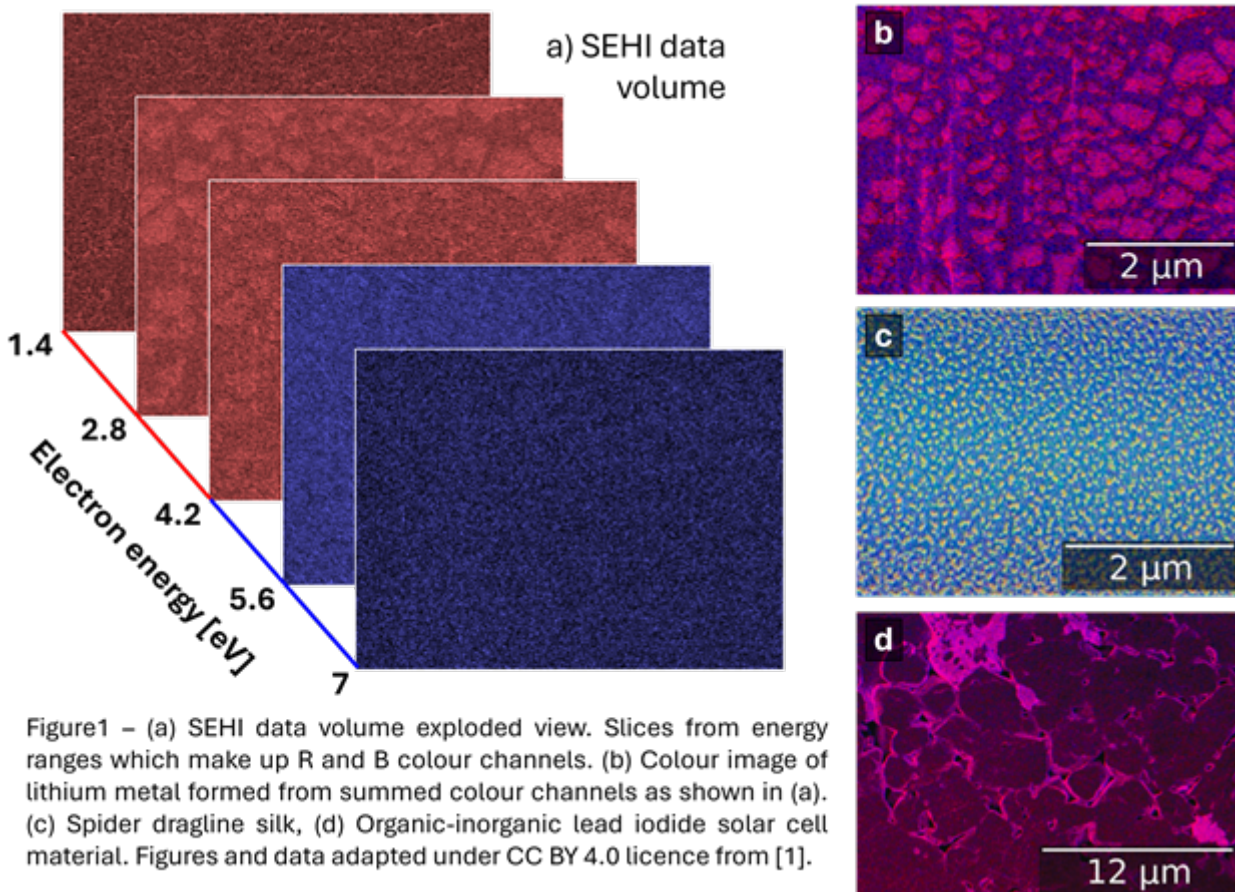 a) SEHI data
volume
1.4
2.8
4.2
5.6
7
Electron energy [eV]
b
2 µm
c
2 µm
d
12 µm
Figure1 – (a) SEHI data volume exploded view. Slices from energy
ranges which make up R and B colour channels. (b) Colour image of
lithium metal formed from summed colour channels as shown in (a).
(c) Spider dragline silk, (d) Organic-inorganic lead iodide solar cell
material. Figures and data adapted under CC BY 4.0 licence from [1].